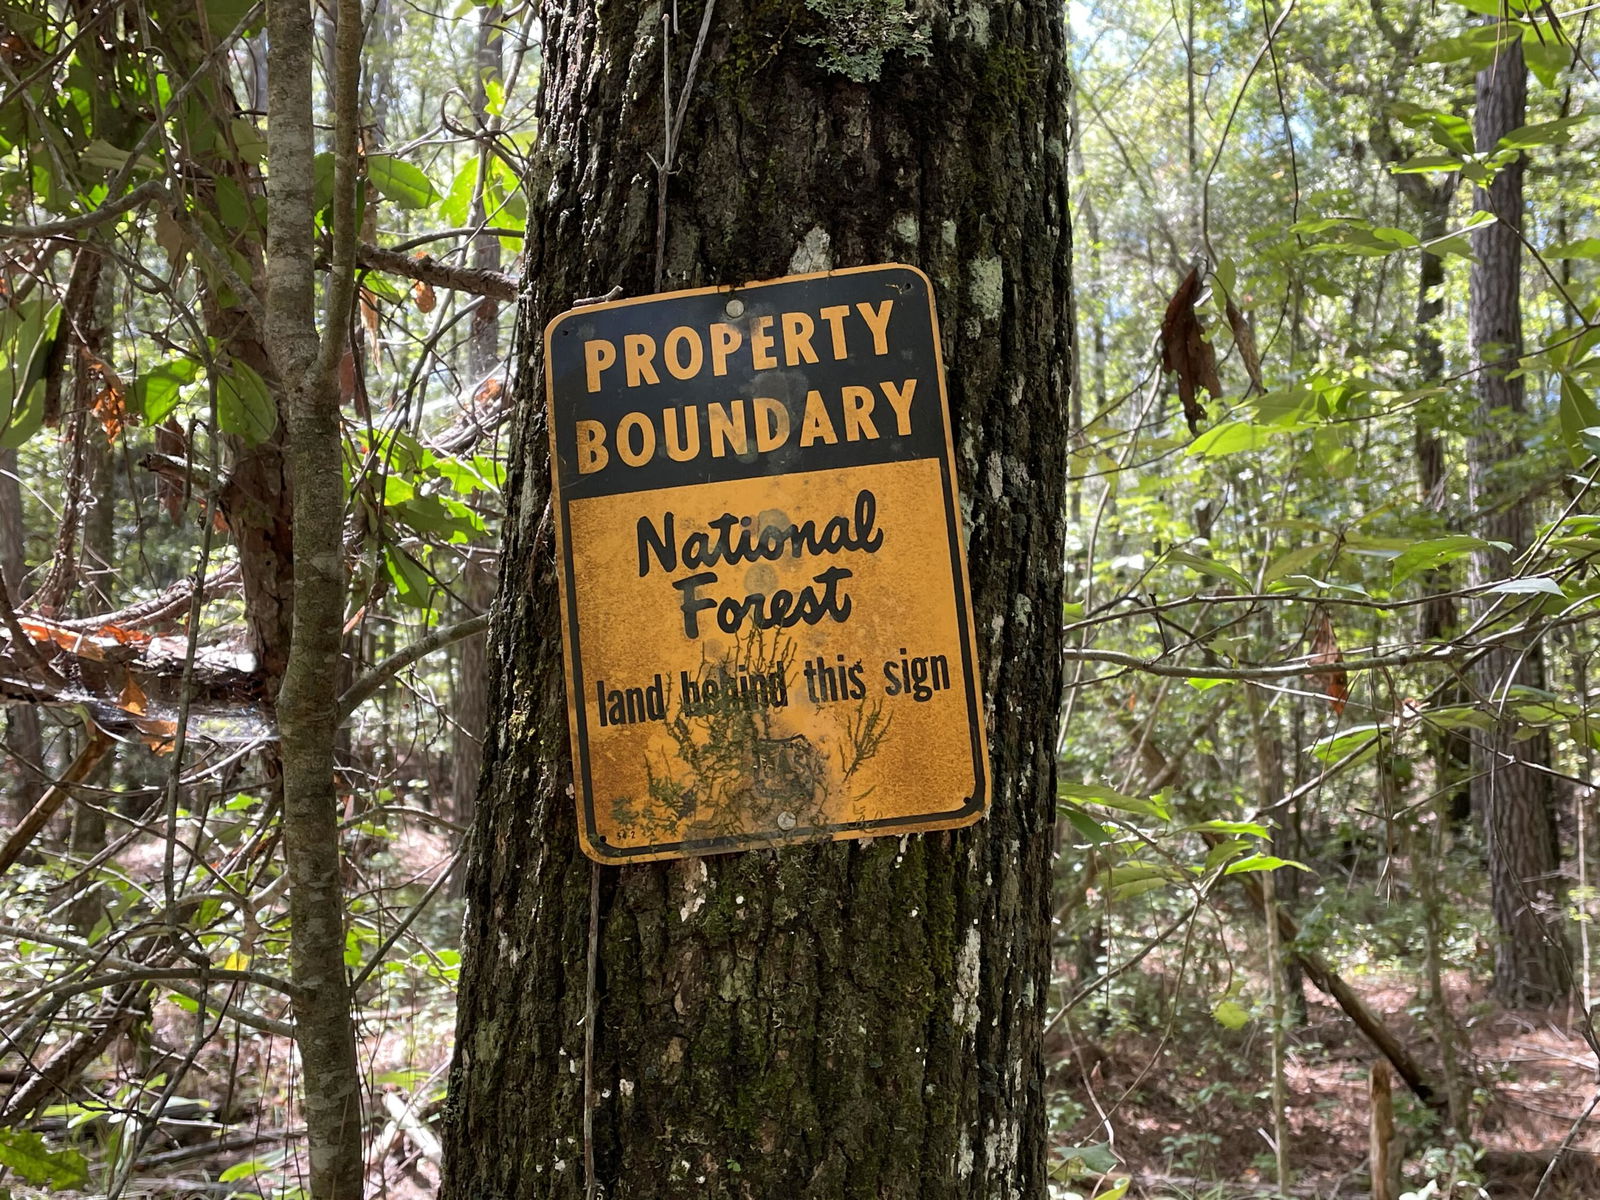 PROPERTY
BOUNDARY
National
Forest
land behind this sign